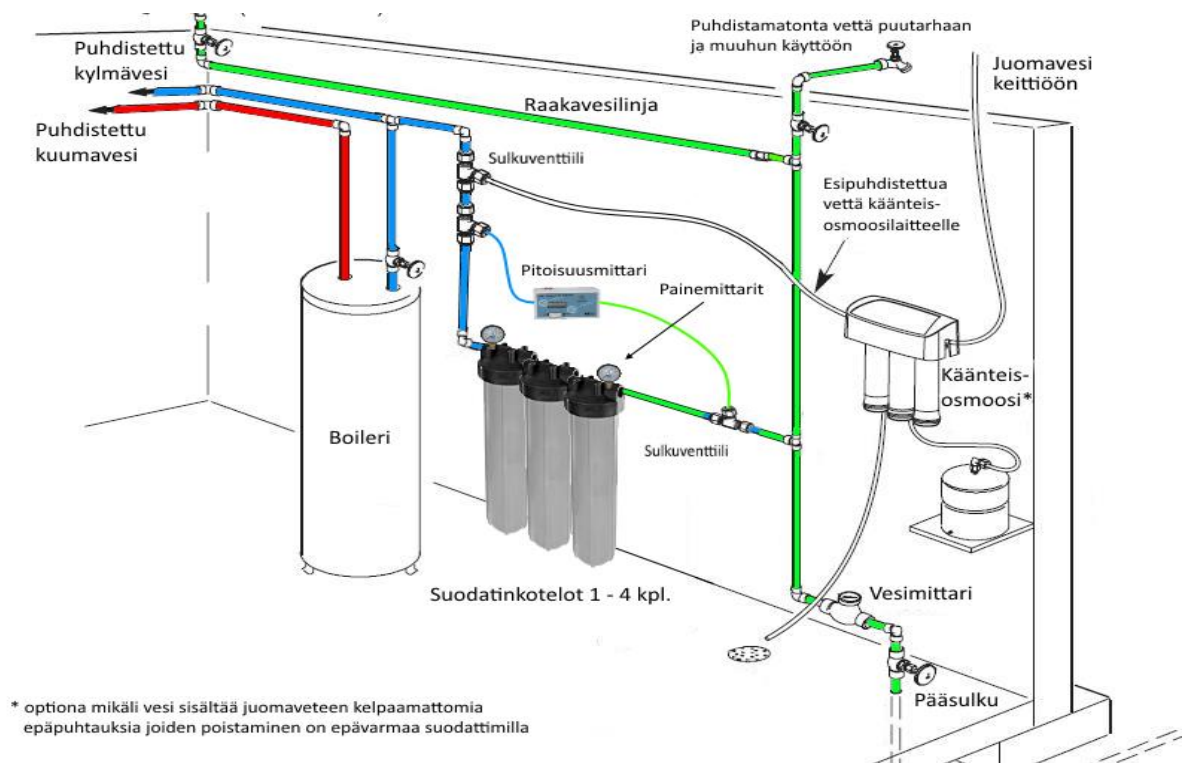 Puhdistamatonta vettä puutarhaan
ja muuhun käyttöön
Puhdistettu
kylmävesi
Juomavesi
keittiöön
Raakavesilinja
Puhdistettu
kuumavesi
Sulkuventtiili
Esipuhdistettua
vettä käänteis-
osmoosilaitteelle
Pitoisuusmittari
Painemittarit
Käänteis-
osmoosi*
Boileri
Sulkuventtiili
Suodatinkotelot 1 - 4 kpl.
Vesimittari
Pääsulku
* optiona mikäli vesi sisältää juomaveteen kelpaamattomia
epäpuhtauksia joiden poistaminen on epävarmaa suodattimilla